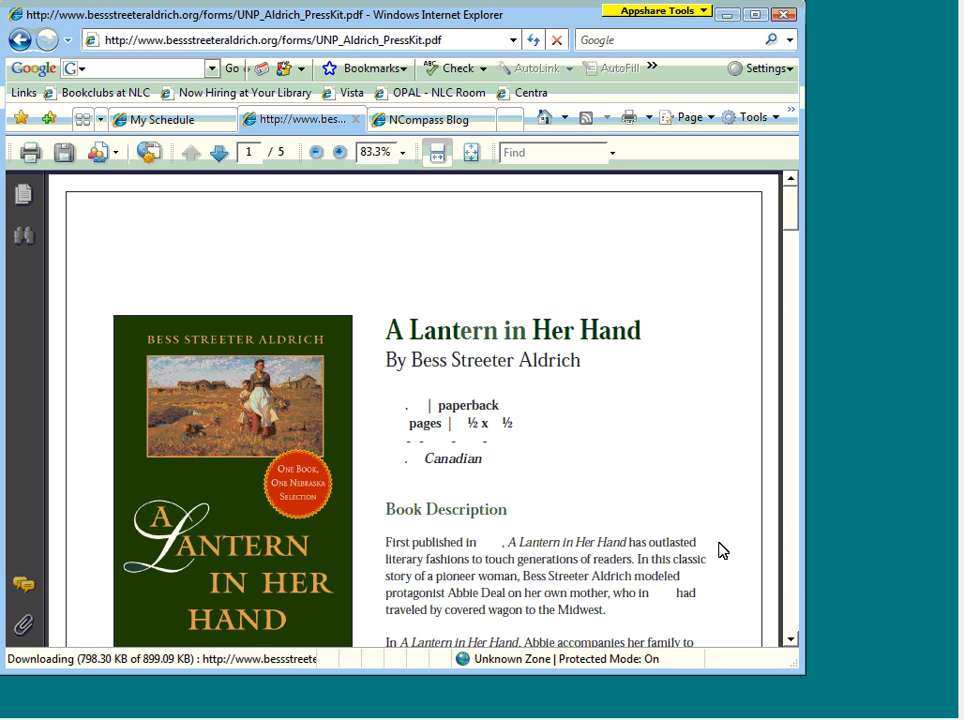 http://www.bessstreeteraldrich.org/forms/UNP_Aldrich_PressKit.pdf - Windows Internet Explorer
Appshare Tools
http://www.bessstreeteraldrich.org/forms/UNP_Aldrich_PressKit.pdf
Google
Google G Go Bookmarks ABC Check AutoLink AutoFill » Settings
Links Bookclubs at NLC Now Hiring at Your Library Vista OPAL - NLC Room Centra
My Schedule http://www.bes... NCompass Blog Page Tools »
1 / 5 83.3% Find
A Lantern in Her Hand
By Bess Streeter Aldrich
. | paperback
pages | ½ x ½
- - - -
. Canadian
Book Description
First published in , A Lantern in Her Hand has outlasted
literary fashions to touch generations of readers. In this classic
story of a pioneer woman, Bess Streeter Aldrich modeled
protagonist Abbie Deal on her own mother, who in had
traveled by covered wagon to the Midwest.
In A Lantern in Her Hand, Abbie accompanies her family to
BESS STREETER ALDRICH
ONE BOOK,
ONE NEBRASKA
SELECTION
A
LANTERN
IN HER
HAND
Downloading (798.30 KB of 899.09 KB) : http://www.bessstreete
Unknown Zone | Protected Mode: On